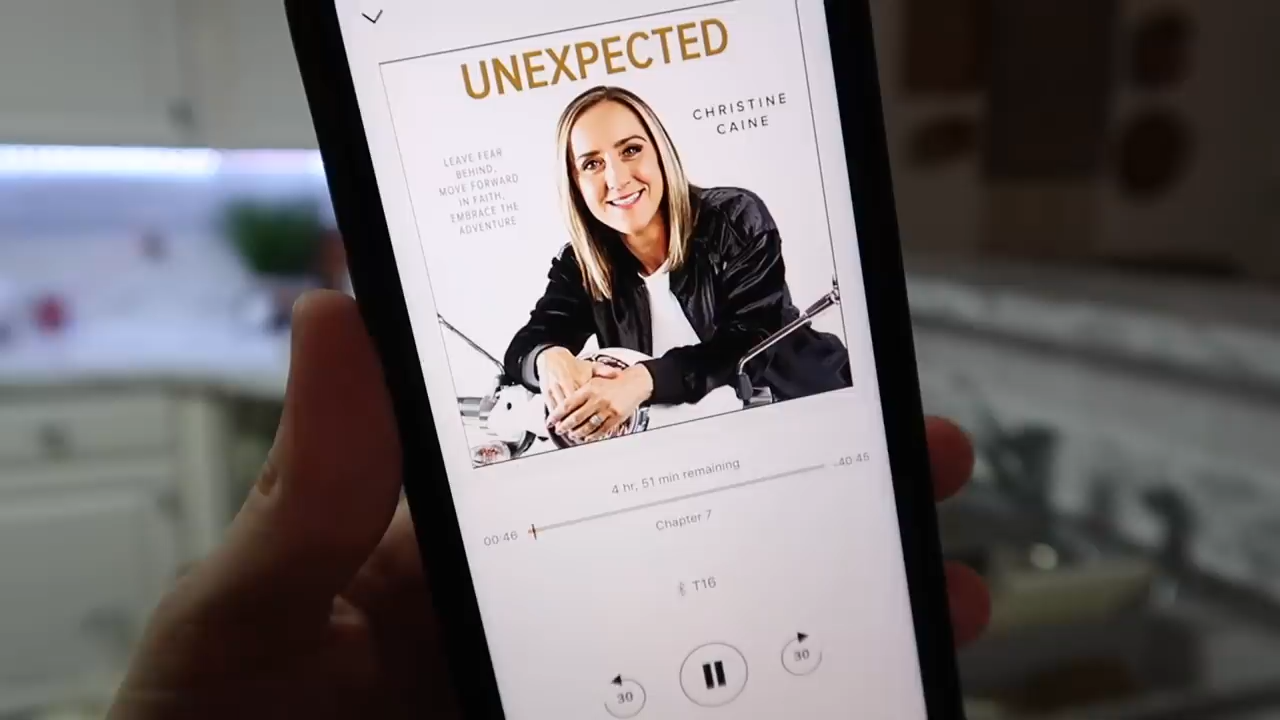 UNEXPECTED
CHRISTINE
CAINE
LEAVE FEAR
BEHIND,
MOVE FORWARD
IN FAITH,
EMBRACE THE
ADVENTURE
4 hr, 51 min remaining
00:46
-40:45
Chapter 7
T16
30
30